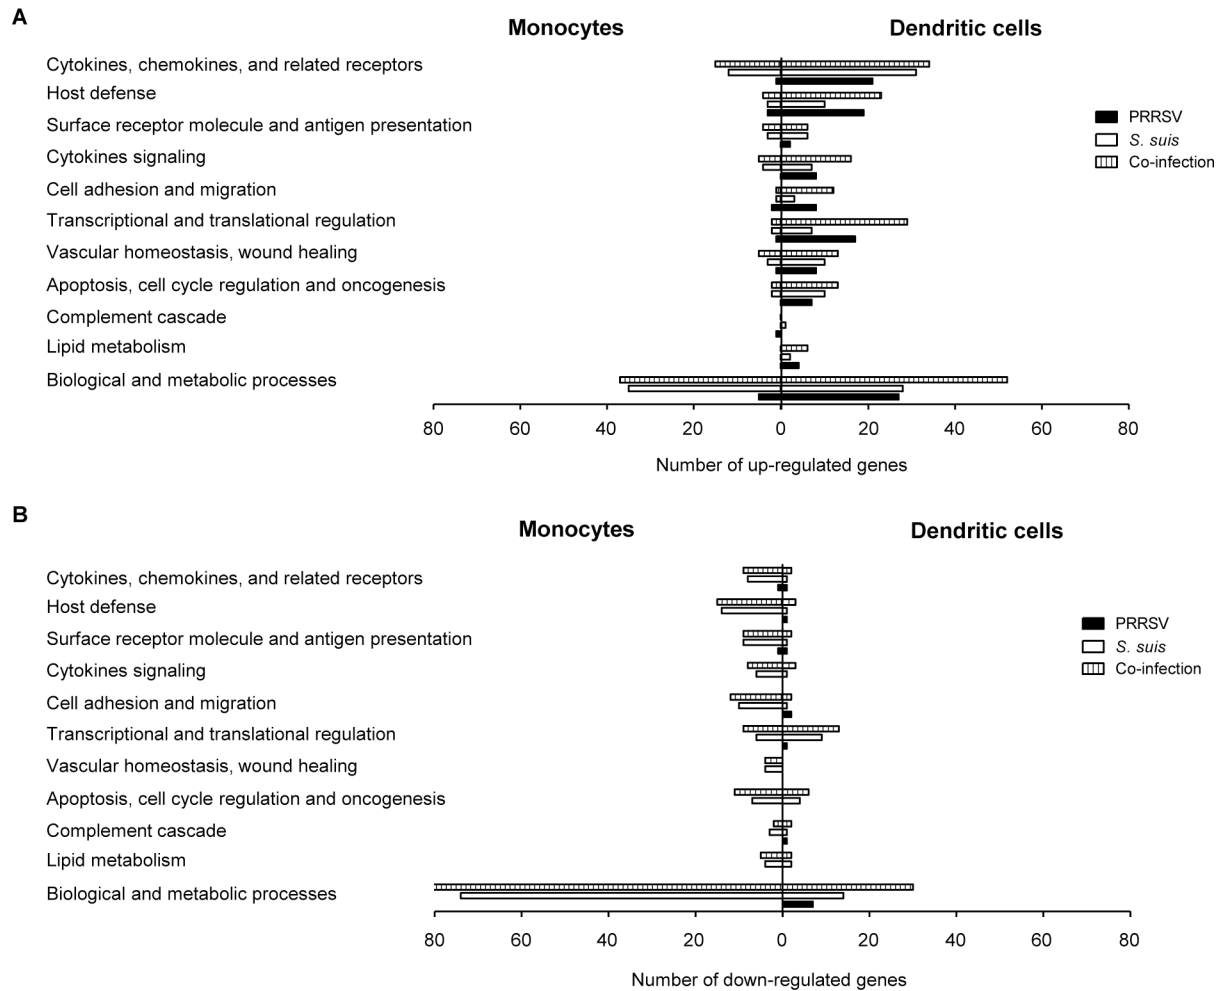 A
Monocytes Dendritic cells
Cytokines, chemokines, and related receptors
Host defense
Surface receptor molecule and antigen presentation
Cytokines signaling
Cell adhesion and migration
Transcriptional and translational regulation
Vascular homeostasis, wound healing
Apoptosis, cell cycle regulation and oncogenesis
Complement cascade
Lipid metabolism
Biological and metabolic processes
PRRSV
S. suis
Co-infection
80 60 40 20 0 20 40 60 80
Number of up-regulated genes
B
Monocytes Dendritic cells
Cytokines, chemokines, and related receptors
Host defense
Surface receptor molecule and antigen presentation
Cytokines signaling
Cell adhesion and migration
Transcriptional and translational regulation
Vascular homeostasis, wound healing
Apoptosis, cell cycle regulation and oncogenesis
Complement cascade
Lipid metabolism
Biological and metabolic processes
PRRSV
S. suis
Co-infection
80 60 40 20 0 20 40 60 80
Number of down-regulated genes